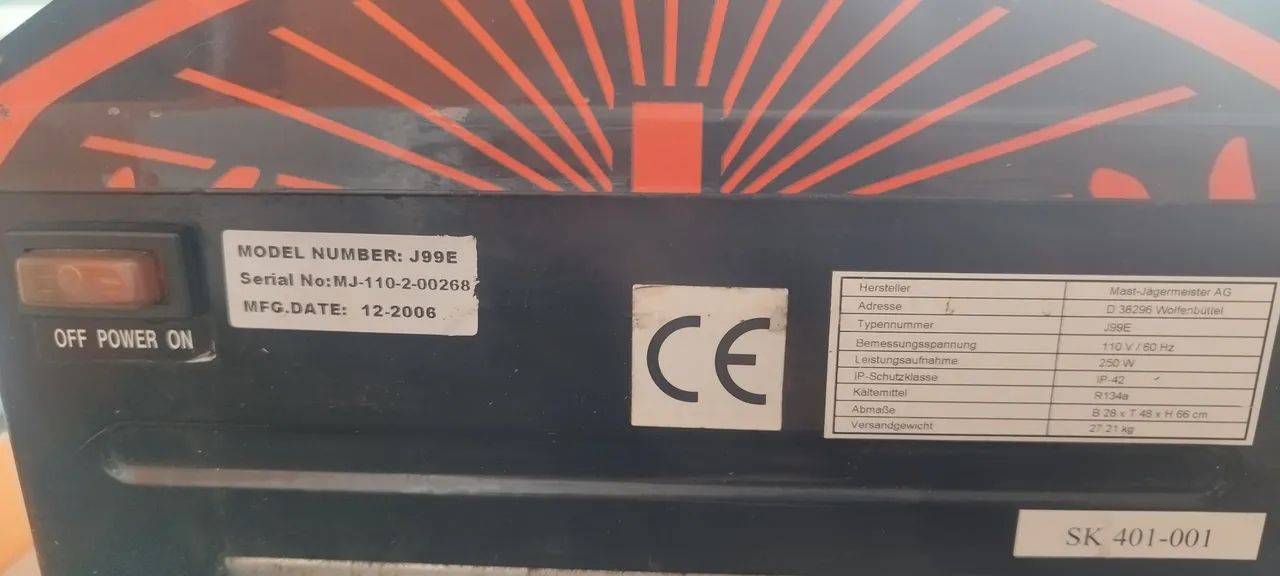 MODEL NUMBER: J99E
Serial No:MJ-110-2-00268
MFG.DATE: 12-2006
OFF POWER ON
CE
Hersteller Mast-Jägermeister AG
Adresse D 38296 Wolfenbüttel
Typennummer J99E
Bemessungsspannung 110 V / 60 Hz
Leistungsaufnahme 250 W
IP-Schutzklasse IP-42
Kältemittel R134a
Abmaße B 28 x T 48 x H 66 cm
Versandgewicht 27.21 kg
SK 401-001